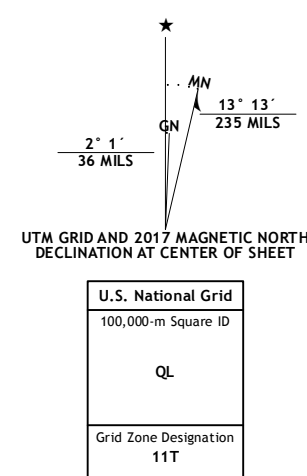 MN
GN
13° 13´
235 MILS
2° 1´
36 MILS
UTM GRID AND 2017 MAGNETIC NORTH
DECLINATION AT CENTER OF SHEET
U.S. National Grid
100,000-m Square ID
QL
Grid Zone Designation
11T